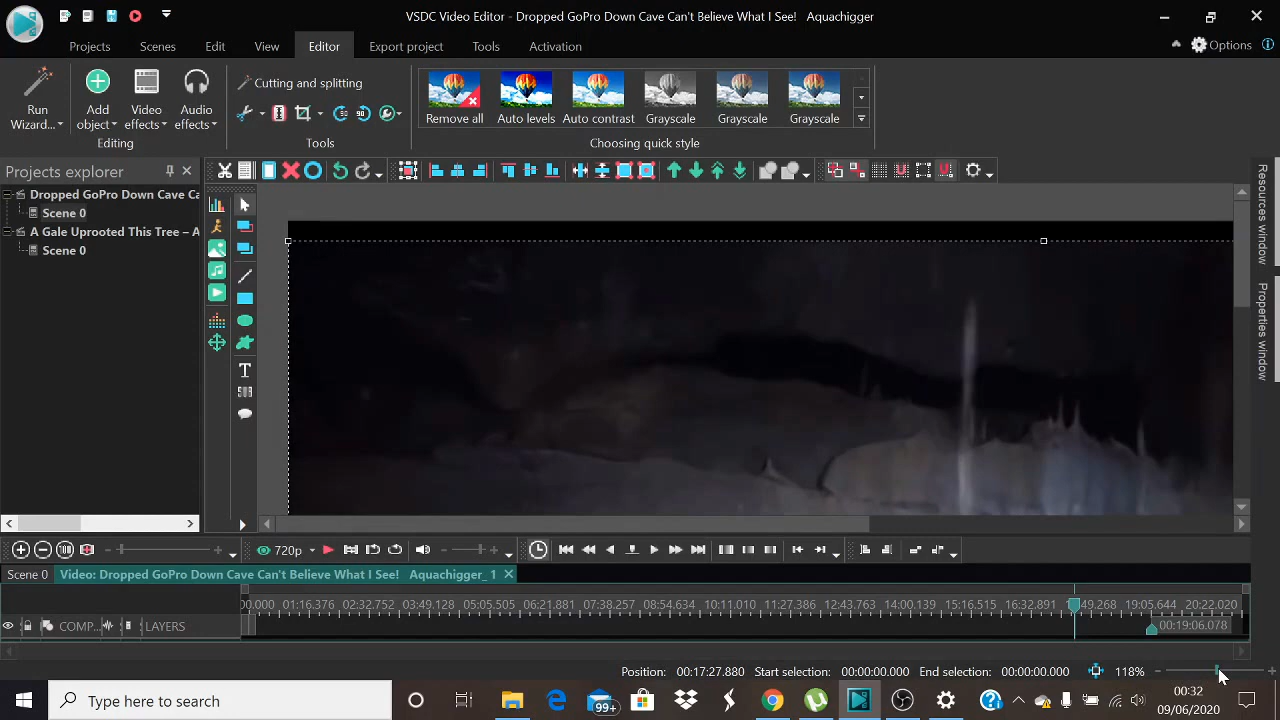 VSDC Video Editor - Dropped GoPro Down Cave Can't Believe What I See!   Aquachigger
Projects Scenes Edit View Editor Export project Tools Activation
Options
Run Wizard...
Add object
Video effects
Audio effects
Editing
Cutting and splitting
Tools
Remove all
Auto levels
Auto contrast
Grayscale
Grayscale
Grayscale
Choosing quick style
Projects explorer
Dropped GoPro Down Cave Ca
Scene 0
A Gale Uprooted This Tree – A
Scene 0
Resources window
Properties window
T
720p
Scene 0
Video: Dropped GoPro Down Cave Can't Believe What I See!   Aquachigger_ 1
00.000 01:16.376 02:32.752 03:49.128 05:05.505 06:21.881 07:38.257 08:54.634 10:11.010 11:27.386 12:43.763 14:00.139 15:16.515 16:32.891 49.268 19:05.644 20:22.020
COMP... LAYERS
00:19:06.078
Position: 00:17:27.880 Start selection: 00:00:00.000 End selection: 00:00:00.000 118%
Type here to search
99+
00:32
09/06/2020